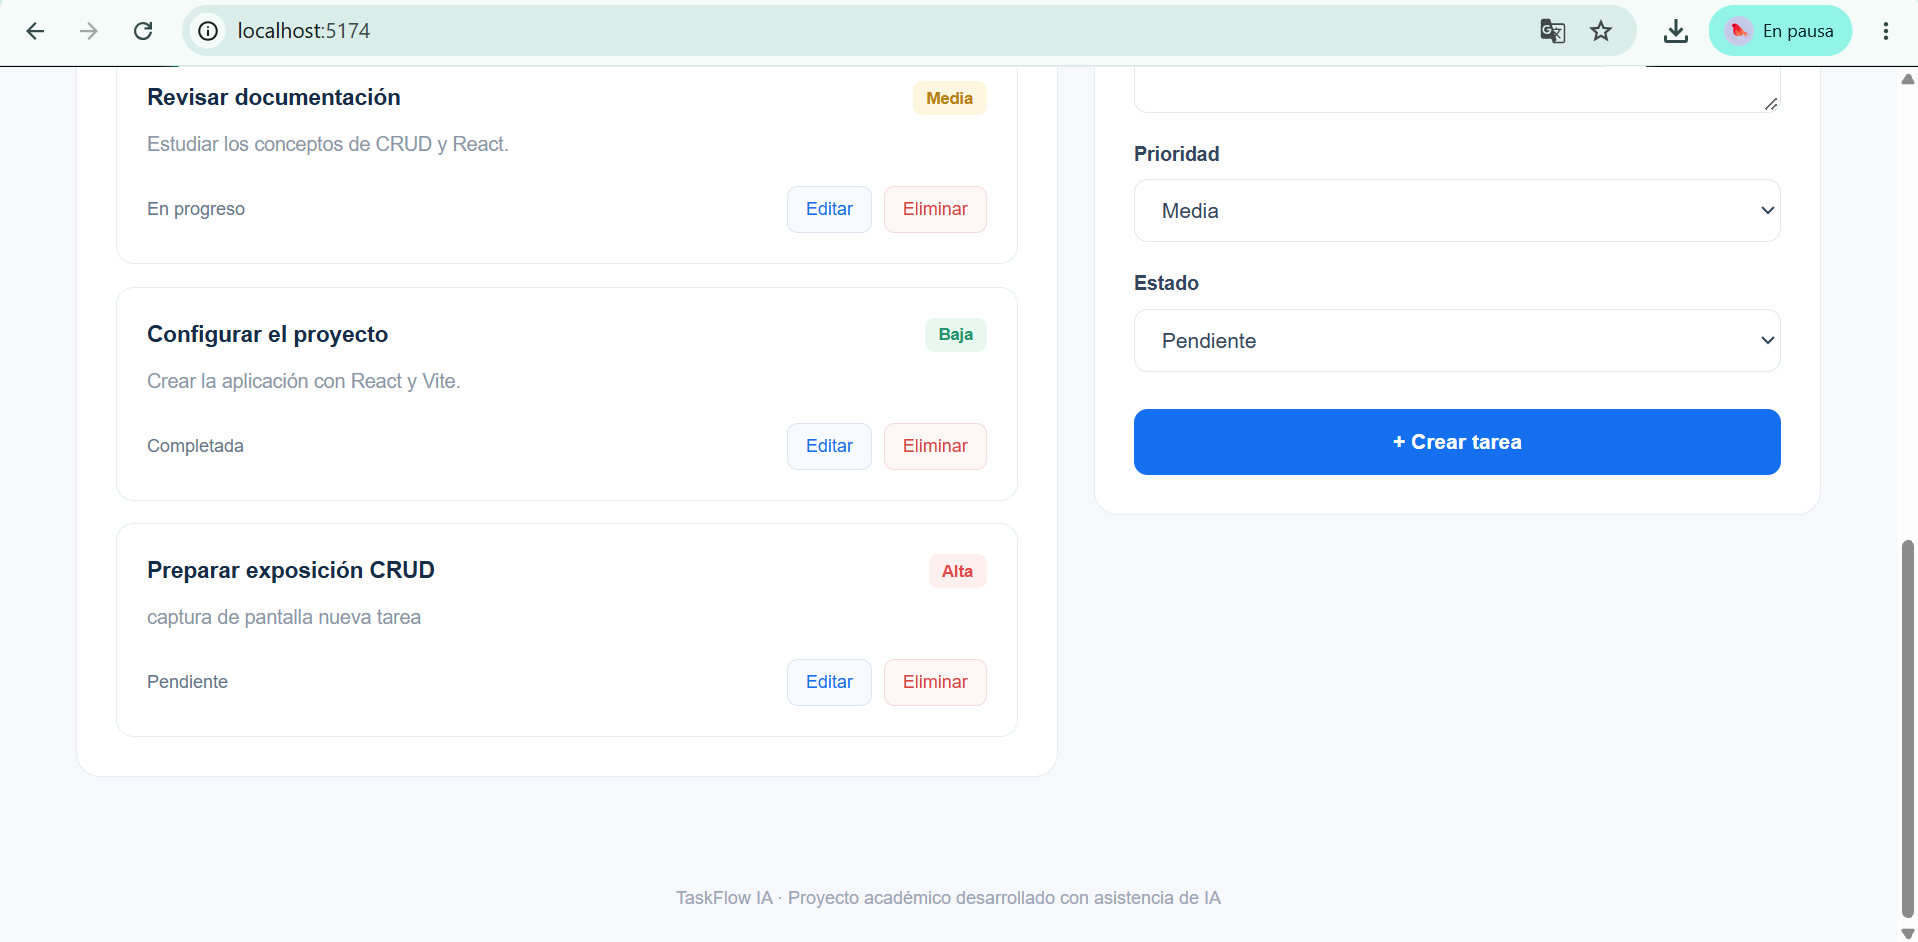 localhost:5174
En pausa
Revisar documentación
Media
Estudiar los conceptos de CRUD y React.
En progreso
Editar
Eliminar
Configurar el proyecto
Baja
Crear la aplicación con React y Vite.
Completada
Editar
Eliminar
Preparar exposición CRUD
Alta
captura de pantalla nueva tarea
Pendiente
Editar
Eliminar
Prioridad
Media
Estado
Pendiente
+ Crear tarea
TaskFlow IA · Proyecto académico desarrollado con asistencia de IA